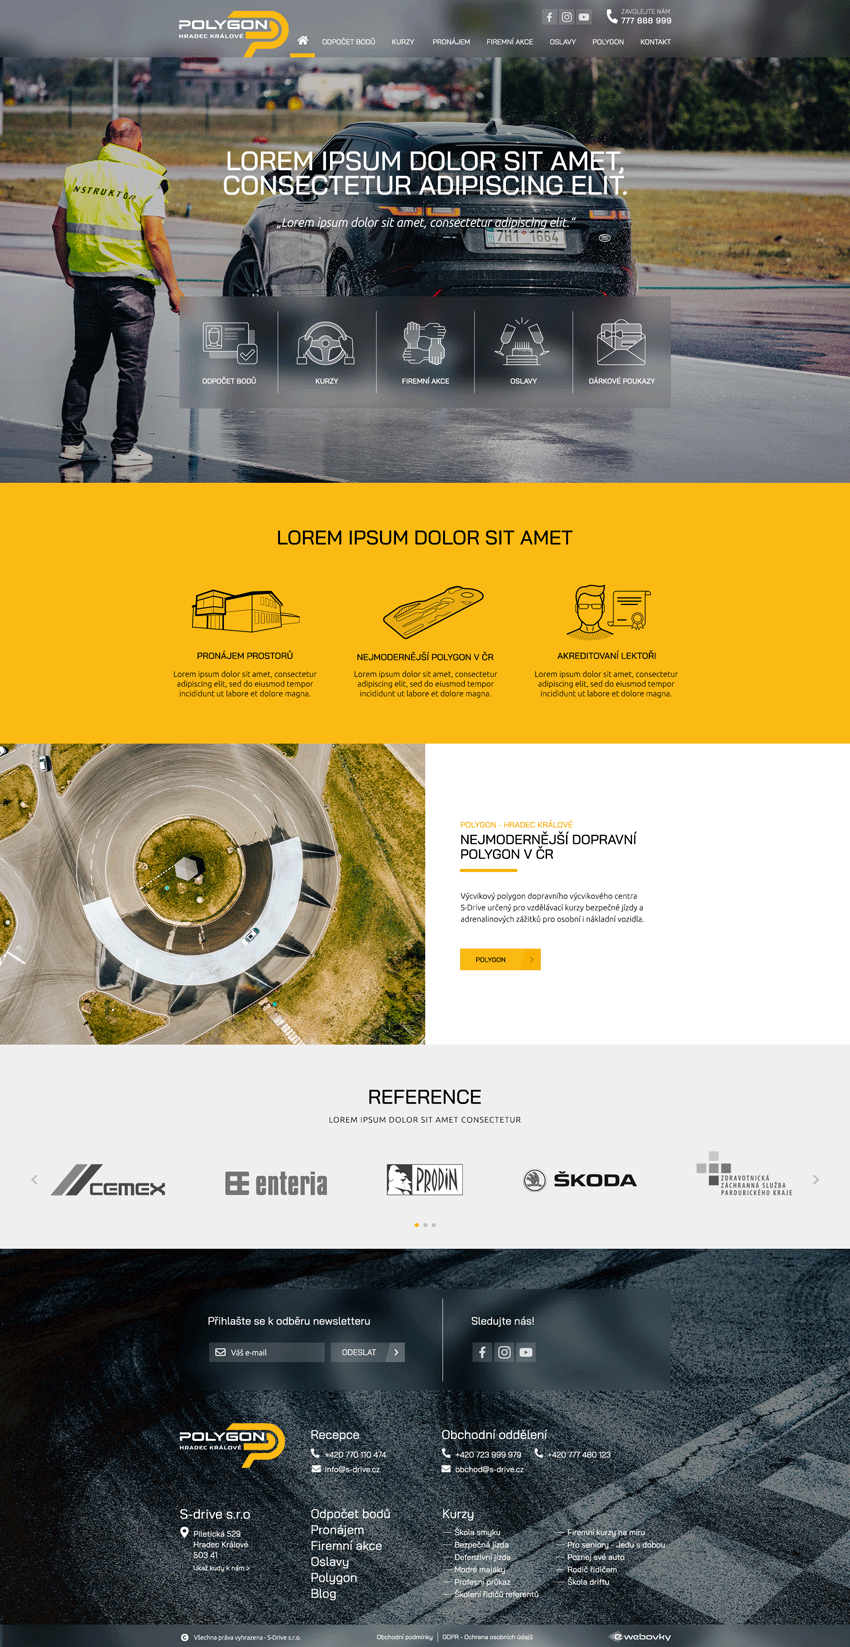 POLYGON
HRADEC KRÁLOVÉ
ZAVOLEJTE NÁM
777 888 999
ODPOČET BODŮ
KURZY
PRONÁJEM
FIREMNÍ AKCE
OSLAVY
POLYGON
KONTAKT
NSTRUKTOR
LOREM IPSUM DOLOR SIT AMET,
CONSECTETUR ADIPISCING ELIT.
„Lorem ipsum dolor sit amet, consectetur adipiscing elit.“
7H1 1664
ODPOČET BODŮ
KURZY
FIREMNÍ AKCE
OSLAVY
DÁRKOVÉ POUKAZY
LOREM IPSUM DOLOR SIT AMET
PRONÁJEM PROSTORŮ
Lorem ipsum dolor sit amet, consectetur
adipiscing elit, sed do eiusmod tempor
incididunt ut labore et dolore magna.
NEJMODERNĚJŠÍ POLYGON V ČR
Lorem ipsum dolor sit amet, consectetur
adipiscing elit, sed do eiusmod tempor
incididunt ut labore et dolore magna.
AKREDITOVANÍ LEKTOŘI
Lorem ipsum dolor sit amet, consectetur
adipiscing elit, sed do eiusmod tempor
incididunt ut labore et dolore magna.
POLYGON - HRADEC KRÁLOVÉ
NEJMODERNĚJŠÍ DOPRAVNÍ
POLYGON V ČR
Výcvikový polygon dopravního výcvikového centra
S-Drive určený pro vzdělávací kurzy bezpečné jízdy a
adrenalinových zážitků pro osobní i nákladní vozidla.
POLYGON
REFERENCE
LOREM IPSUM DOLOR SIT AMET CONSECTETUR
CEMEX
enteria
PRODIN
ŠKODA
ZDRAVOTNICKÁ
ZÁCHRANNÁ SLUŽBA
PARDUBICKÉHO KRAJE
Přihlašte se k odběru newsletteru
Váš e-mail
ODESLAT
Sledujte nás!
POLYGON
HRADEC KRÁLOVÉ
Recepce
+420 770 110 474
info@s-drive.cz
Obchodní oddělení
+420 723 999 979
+420 777 480 123
obchod@s-drive.cz
S-drive s.r.o
Piletická 529
Hradec Králové
503 41
Ukaž kudy k nám >
Odpočet bodů
Pronájem
Firemní akce
Oslavy
Polygon
Blog
Kurzy
Škola smyku
Bezpečná jízda
Defenzivní jízda
Modré majáky
Profesní průkaz
Školení řidičů referentů
Firemní kurzy na míru
Pro seniory - Jedu s dobou
Poznej své auto
Rodič řidičem
Škola driftu
Všechna práva vyhrazena - S-Drive s.r.o.
Obchodní podmínky
GDPR - Ochrana osobních údajů
webovky